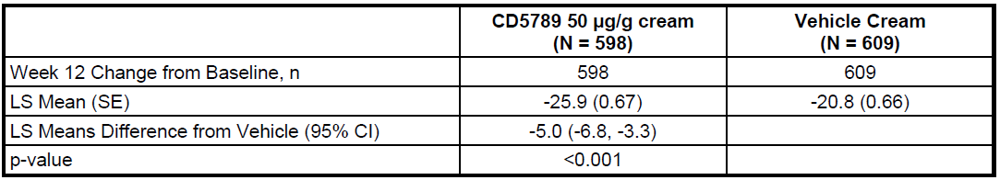 CD5789 50 µg/g cream Vehicle Cream
(N = 598) (N = 609)
Week 12 Change from Baseline, n 598 609
LS Mean (SE) -25.9 (0.67) -20.8 (0.66)
LS Means Difference from Vehicle (95% CI) -5.0 (-6.8, -3.3)
p-value <0.001